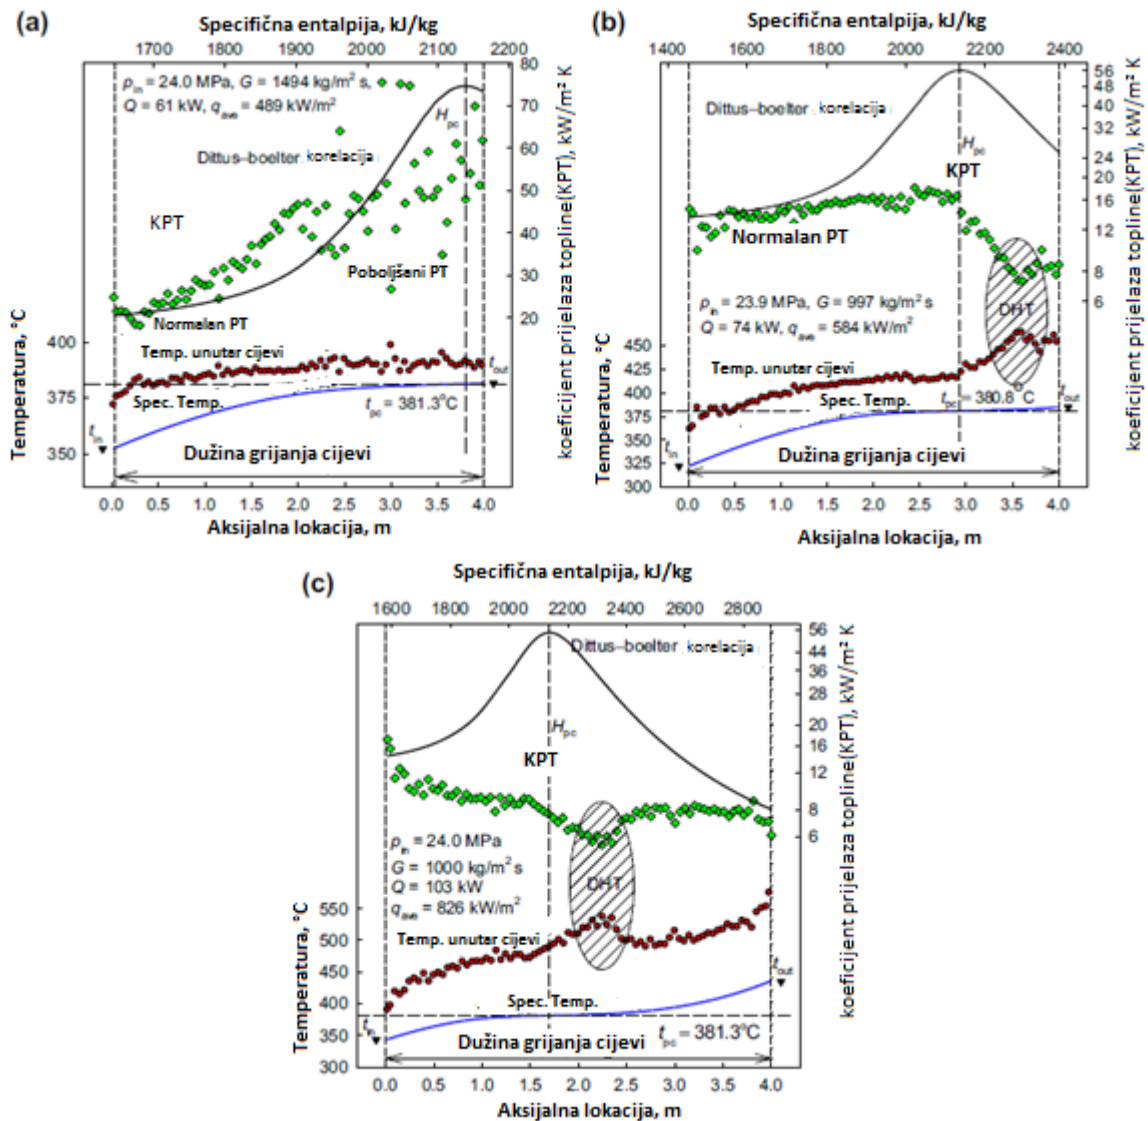 (a)
Specifična entalpija, kJ/kg
1700 1800 1900 2000 2100 2200
p_in = 24.0 MPa, G = 1494 kg/m² s,
Q = 61 kW, q_ave = 489 kW/m²
H_pc
Dittus–boelter korelacija
KPT
Poboljšani PT
Normalan PT
Temp. unutar cijevi
Spec. Temp.
t_in
t_out
t_pc = 381.3°C
Dužina grijanja cijevi
Temperatura, °C
400
375
350
koeficijent prijelaza topline(KPT), kW/m² K
80
70
60
50
40
30
20
0.0 0.5 1.0 1.5 2.0 2.5 3.0 3.5 4.0
Aksijalna lokacija, m
(b)
Specifična entalpija, kJ/kg
1400 1600 1800 2000 2200 2400
Dittus–boelter korelacija
H_pc
KPT
Normalan PT
p_in = 23.9 MPa, G = 997 kg/m² s
Q = 74 kW, q_ave = 584 kW/m²
DHT
Temp. unutar cijevi
Spec. Temp.
t_pc = 380.8°C
t_in
t_out
Dužina grijanja cijevi
Temperatura, °C
450
425
400
375
350
325
300
koeficijent prijelaza topline(KPT), kW/m² K
56
48
40
32
24
20
16
12
8
6
0.0 0.5 1.0 1.5 2.0 2.5 3.0 3.5 4.0
Aksijalna lokacija, m
(c)
Specifična entalpija, kJ/kg
1600 1800 2000 2200 2400 2600 2800
Dittus–boelter korelacija
H_pc
KPT
p_in = 24.0 MPa
G = 1000 kg/m² s
Q = 103 kW
q_ave = 826 kW/m²
DHT
Temp. unutar cijevi
Spec. Temp.
t_in
t_out
t_pc = 381.3°C
Dužina grijanja cijevi
Temperatura, °C
550
500
450
400
350
300
koeficijent prijelaza topline(KPT), kW/m² K
56
44
36
28
20
16
12
8
6
0.0 0.5 1.0 1.5 2.0 2.5 3.0 3.5 4.0
Aksijalna lokacija, m